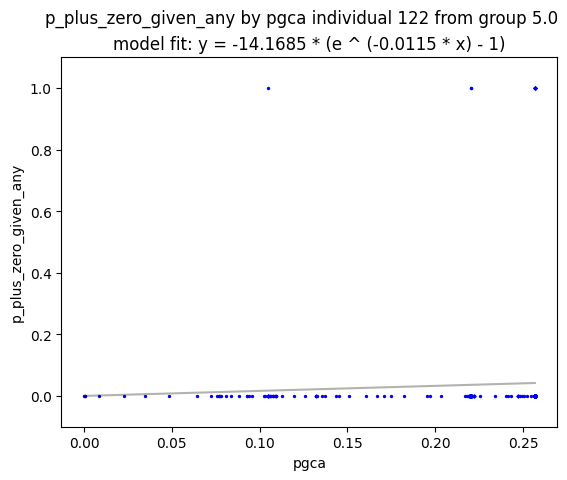 p_plus_zero_given_any by pgca individual 122 from group 5.0
model fit: y = -14.1685 * (e ^ (-0.0115 * x) - 1)
1.0
0.8
0.6
0.4
0.2
0.0
p_plus_zero_given_any
0.00 0.05 0.10 0.15 0.20 0.25
pgca